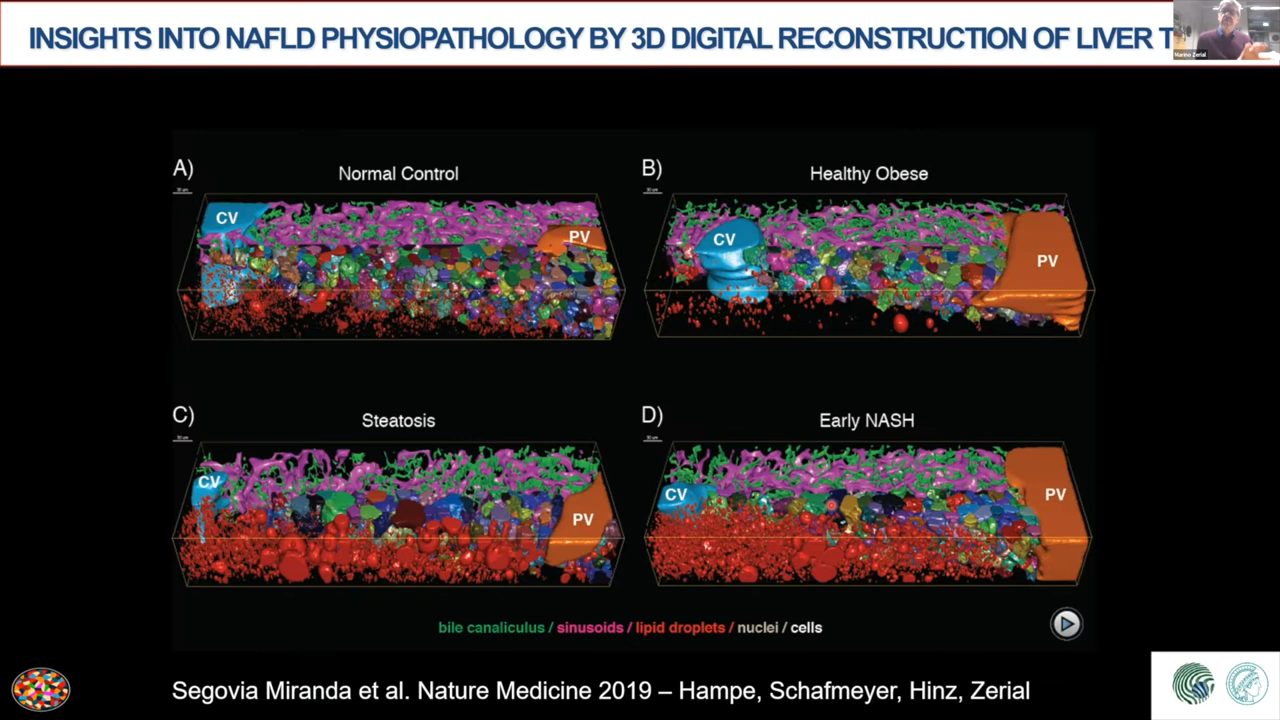 INSIGHTS INTO NAFLD PHYSIOPATHOLOGY BY 3D DIGITAL RECONSTRUCTION OF LIVER T
Marino Zerial
A) Normal Control
CV
PV
B) Healthy Obese
CV
PV
C) Steatosis
CV
PV
D) Early NASH
CV
PV
bile canaliculus / sinusoids / lipid droplets / nuclei / cells
Segovia Miranda et al. Nature Medicine 2019 – Hampe, Schafmeyer, Hinz, Zerial